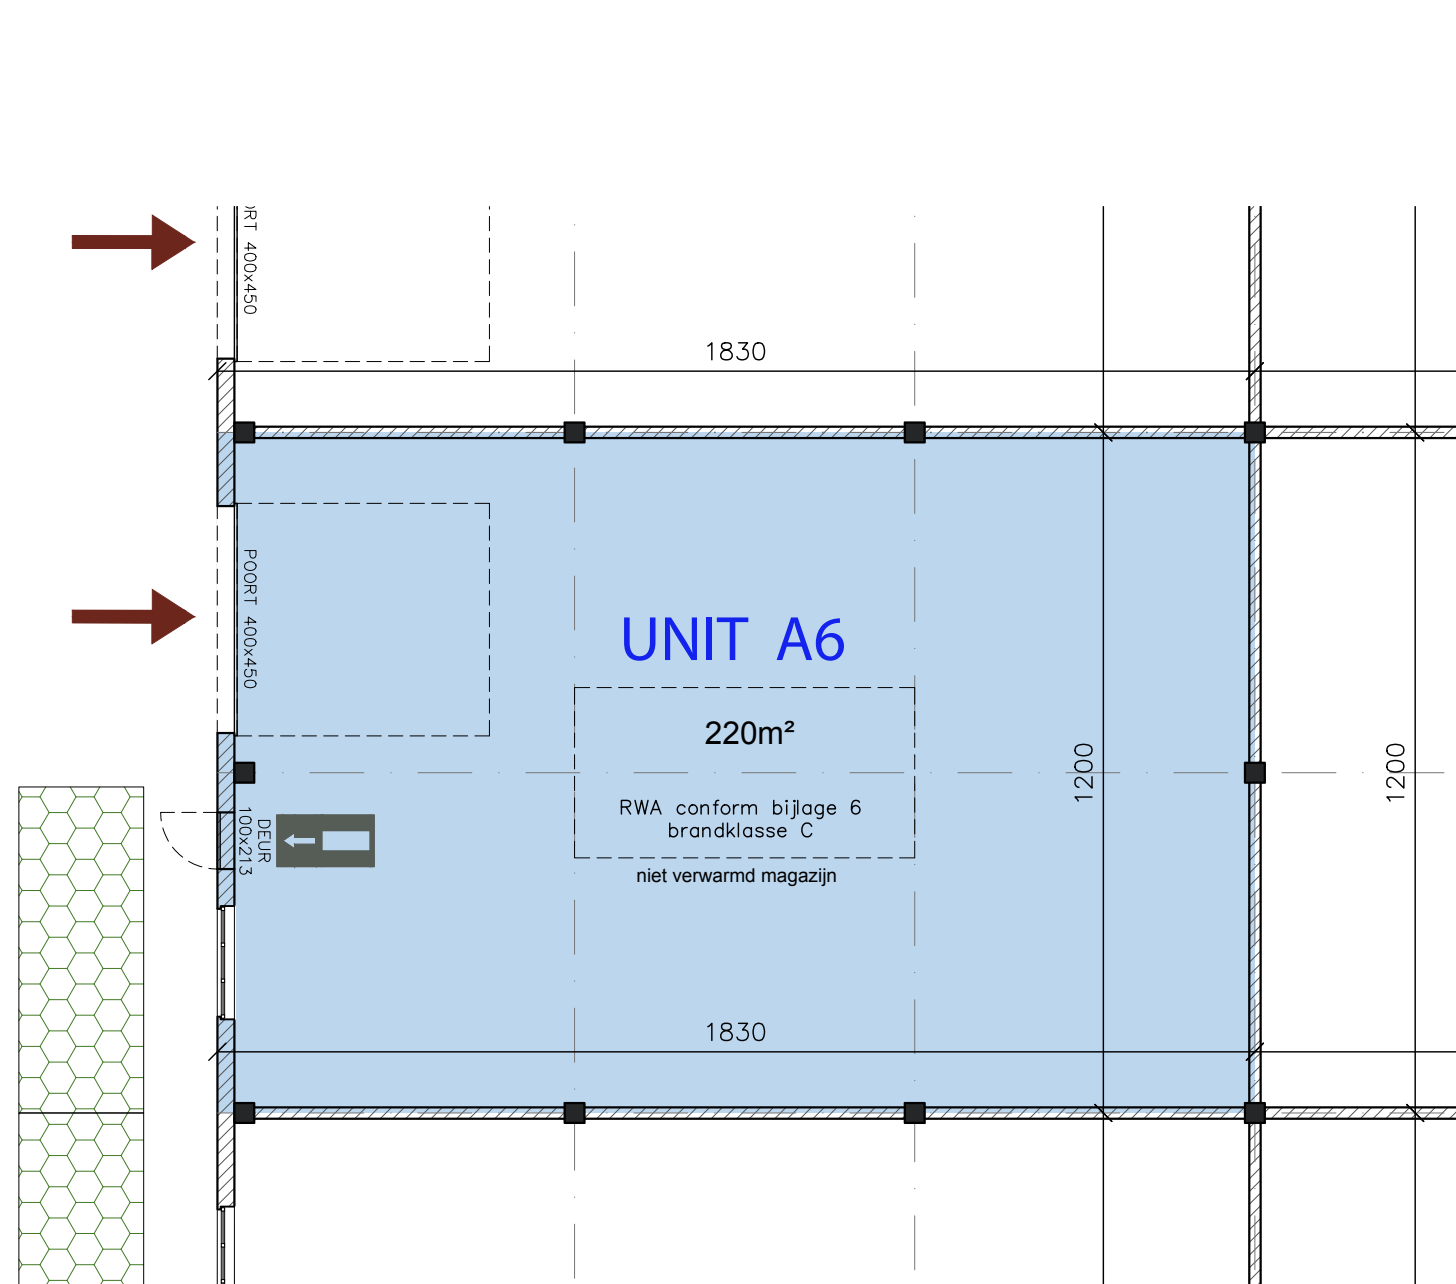 RT 400x450
1830
POORT 400x450
UNIT A6
220m²
RWA conform bijlage 6
brandklasse C
niet verwarmd magazijn
1200
1200
DEUR
100x213
1830